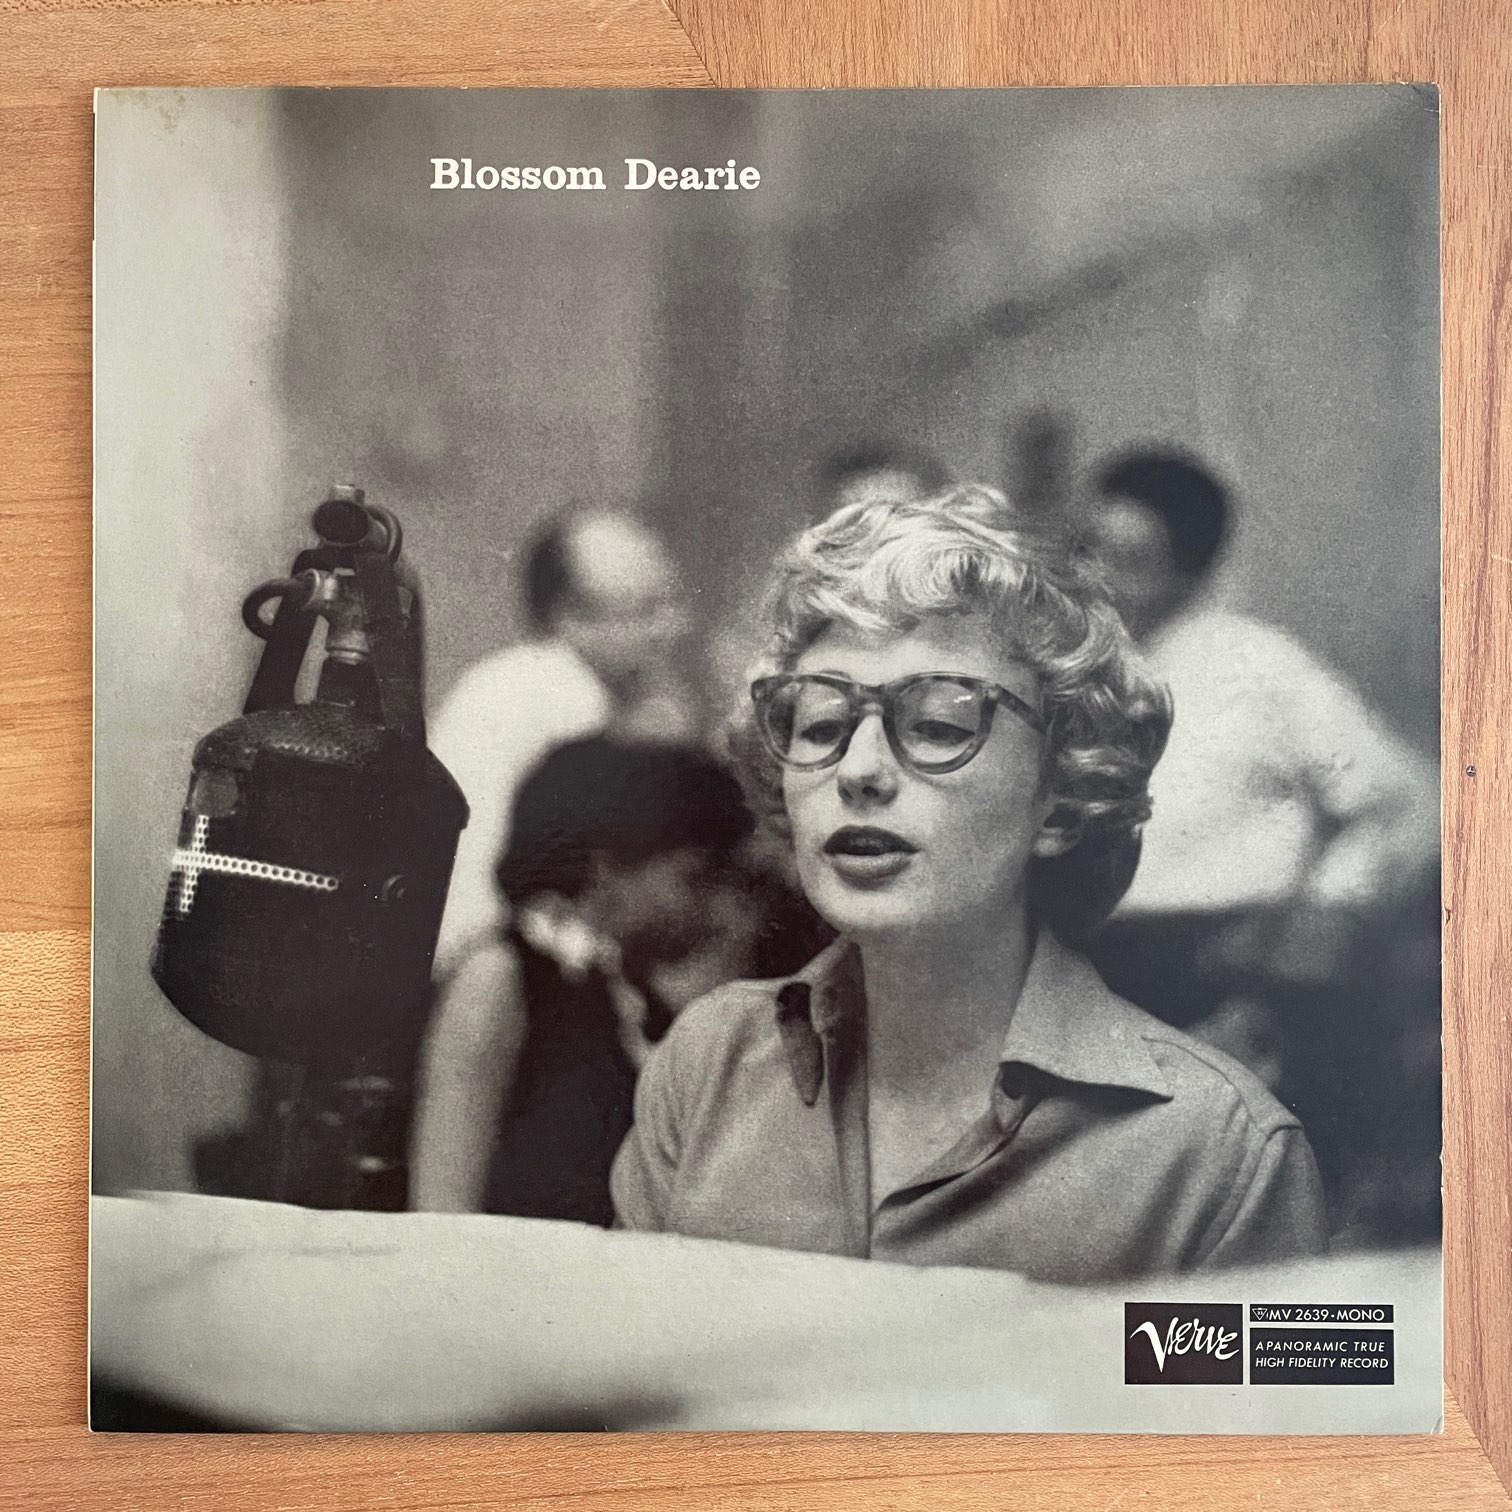 Blossom Dearie
Verve
MV 2639·MONO
A PANORAMIC TRUE
HIGH FIDELITY RECORD